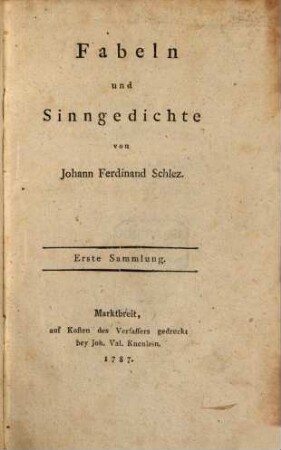 Fabeln
und
Sinngedichte
von
Johann Ferdinand Schlez.
Erste Sammlung.
Marktbreit,
auf Kosten des Verfassers gedruckt
bey Joh. Val. Knenlein.
1787.